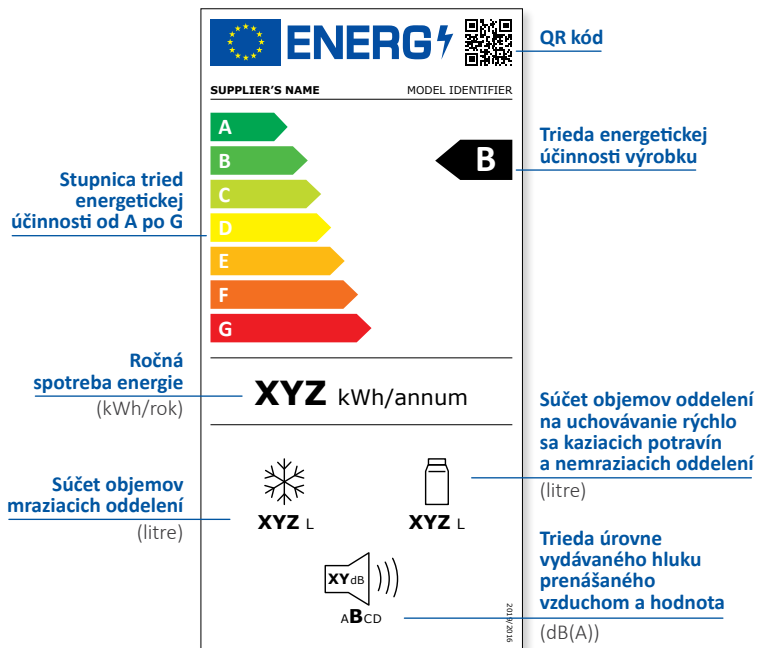 ENERG
QR kód
SUPPLIER'S NAME
MODEL IDENTIFIER
A
B
C
D
E
F
G
B
Trieda energetickej
účinnosti výrobku
Stupnica tried
energetickej
účinnosti od A po G
Ročná
spotreba energie
(kWh/rok)
XYZ kWh/annum
Súčet objemov oddelení
na uchovávanie rýchlo
sa kaziacich potravín
a nemraziacich oddelení
(litre)
Súčet objemov
mraziacich oddelení
(litre)
XYZ L
XYZ L
XY dB
ABCD
Trieda úrovne
vydávaného hluku
prenášaného
vzduchom a hodnota
(dB(A))
2019/2016